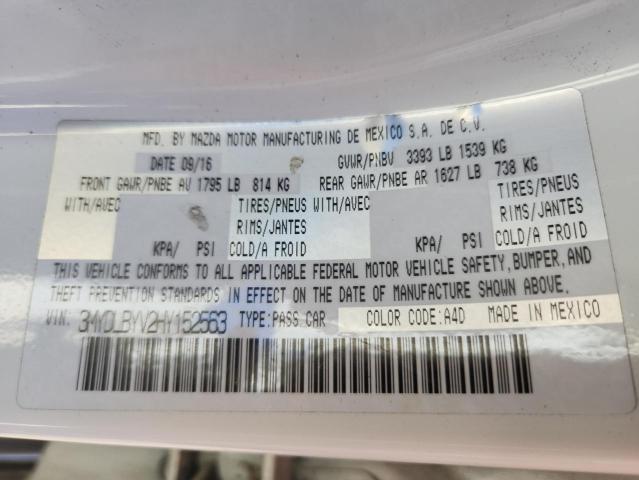 MFD. BY MAZDA MOTOR MANUFACTURING DE MEXICO S.A. DE C.V.
DATE 09/16 GVWR/PNBV 3393 LB 1539 KG
FRONT GAWR/PNBE AV 1795 LB 814 KG REAR GAWR/PNBE AR 1627 LB 738 KG
WITH/AVEC TIRES/PNEUS WITH/AVEC TIRES/PNEUS
RIMS/JANTES RIMS/JANTES
KPA/ PSI COLD/A FROID KPA/ PSI COLD/A FROID
THIS VEHICLE CONFORMS TO ALL APPLICABLE FEDERAL MOTOR VEHICLE SAFETY, BUMPER, AND
THEFT PREVENTION STANDARDS IN EFFECT ON THE DATE OF MANUFACTURE SHOWN ABOVE.
VIN: 3MYDLBYV2HY152563 TYPE:PASS CAR COLOR CODE:A4D MADE IN MEXICO